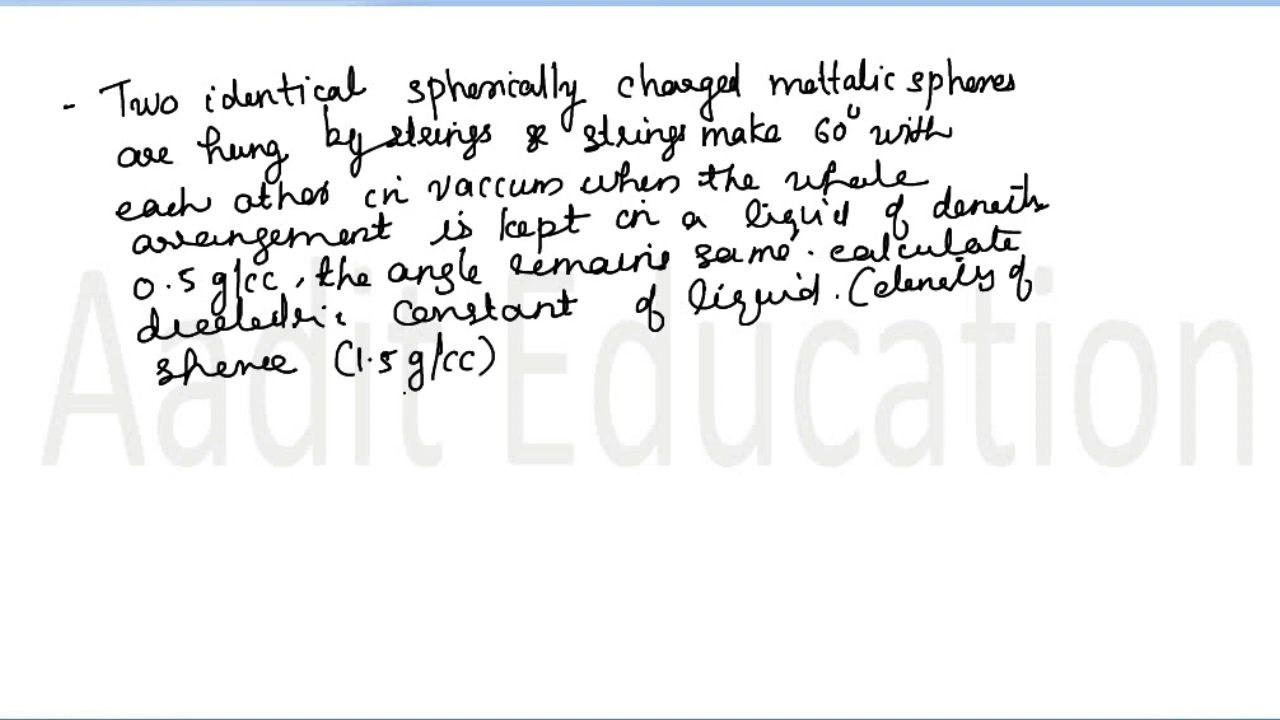 - Two identical spherically charged mettalic spheres
are hung by strings & strings make 60° with
each other in vaccum when the whole
arrangement is kept in a liquid of density
0.5 g/cc, the angle remains same. calculate
dielectric constant of liquid. (density of
sphere (1.5 g/cc)
Aadit Education